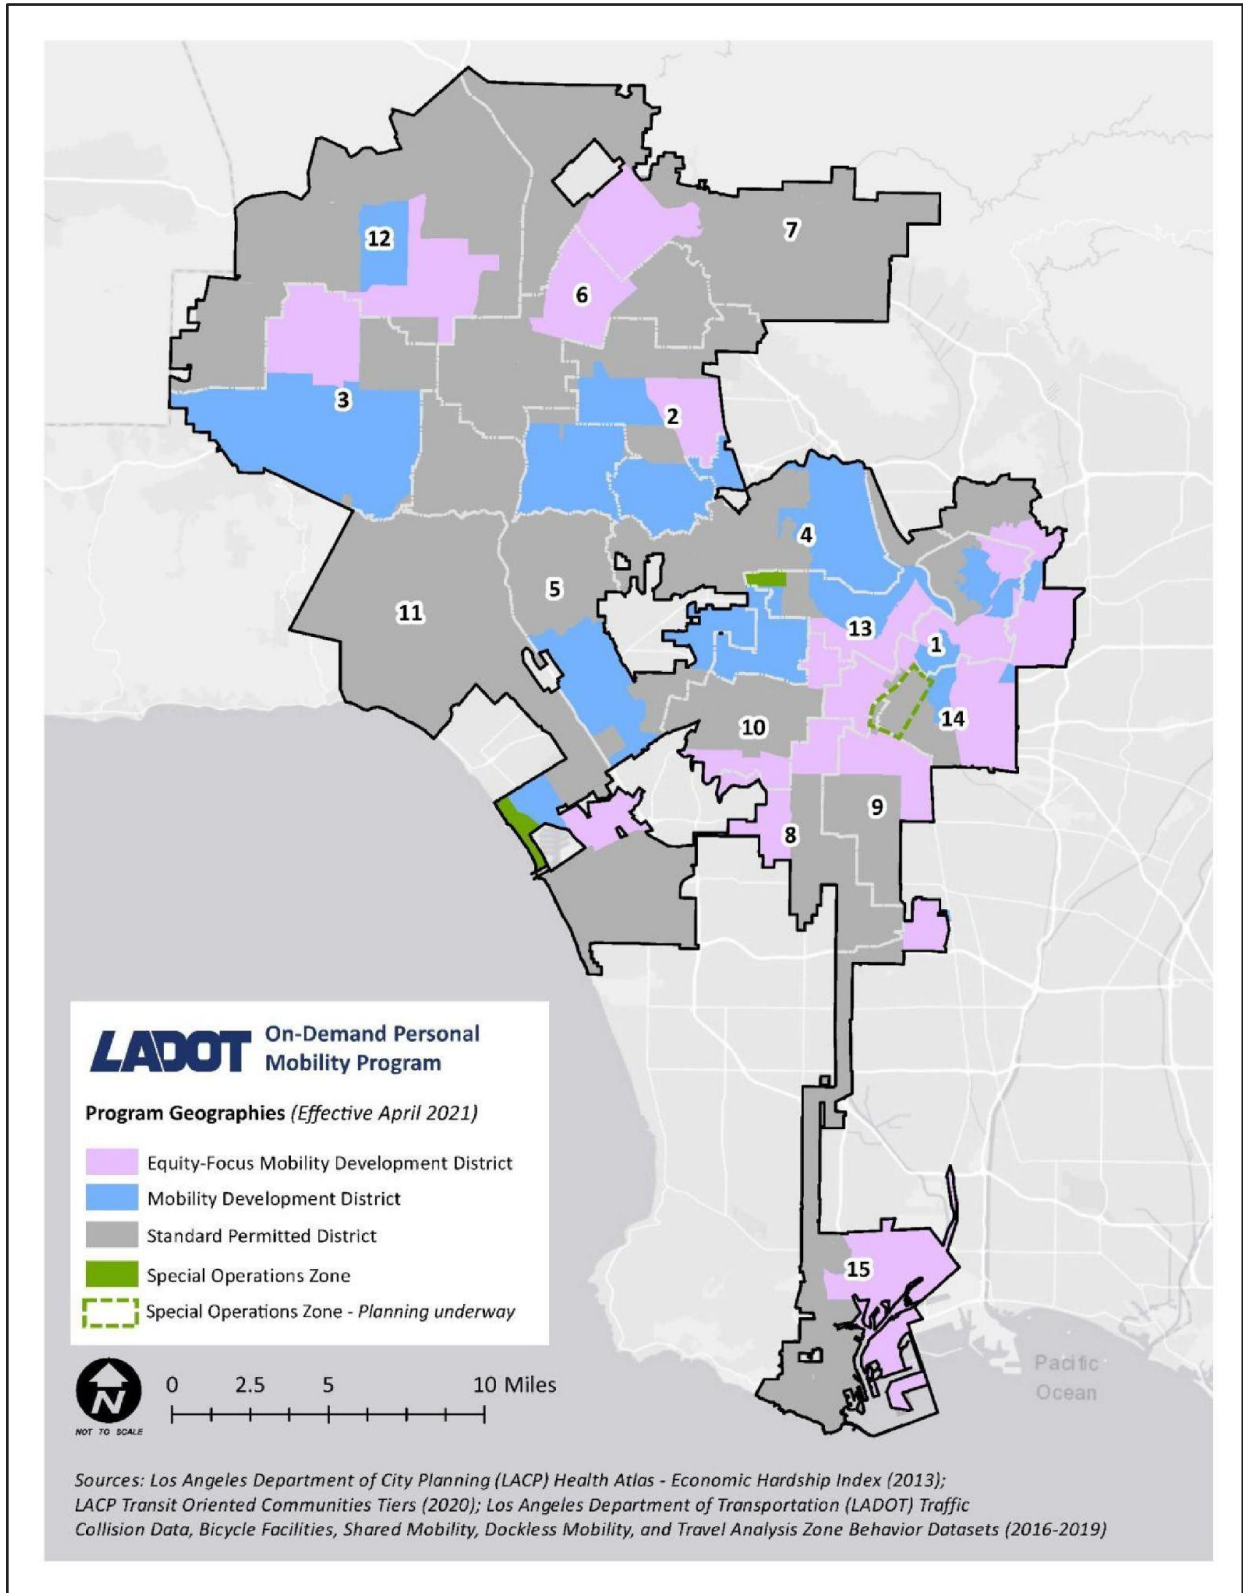 12
7
6
3
2
4
5
11
13
1
10
14
9
8
LADOT
On-Demand Personal
Mobility Program
Program Geographies (Effective April 2021)
Equity-Focus Mobility Development District
Mobility Development District
Standard Permitted District
Special Operations Zone
Special Operations Zone - Planning underway
15
Pacific
Ocean
N
NOT TO SCALE
0 2.5 5 10 Miles
Sources: Los Angeles Department of City Planning (LACP) Health Atlas - Economic Hardship Index (2013);
LACP Transit Oriented Communities Tiers (2020); Los Angeles Department of Transportation (LADOT) Traffic
Collision Data, Bicycle Facilities, Shared Mobility, Dockless Mobility, and Travel Analysis Zone Behavior Datasets (2016-2019)